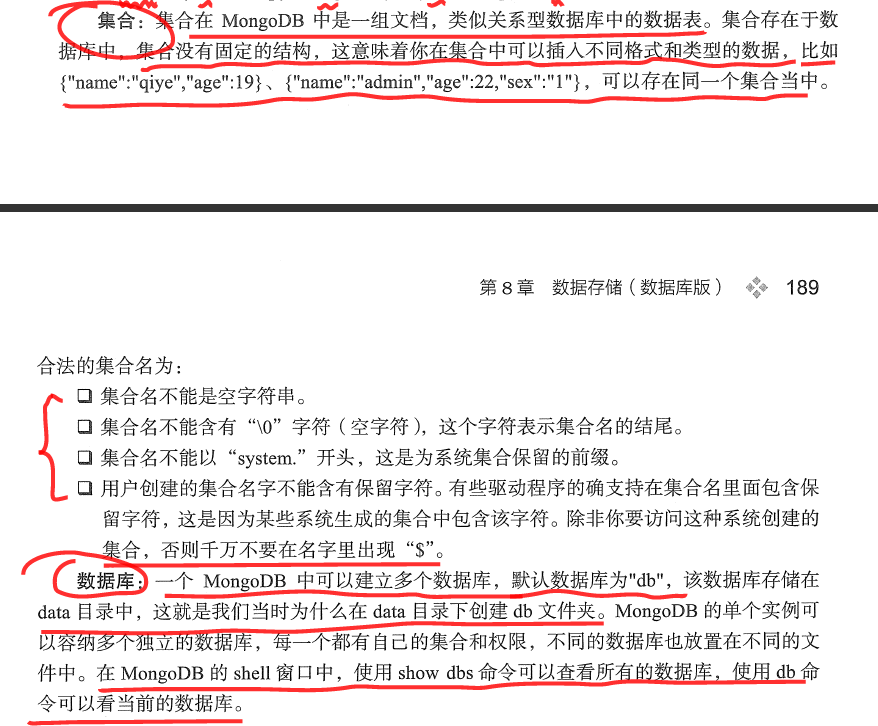 集合：集合在 MongoDB 中是一组文档，类似关系型数据库中的数据表。集合存在于数
据库中，集合没有固定的结构，这意味着你在集合中可以插入不同格式和类型的数据，比如
{"name":"qiye","age":19}、{"name":"admin","age":22,"sex":"1"}，可以存在同一个集合当中。
第 8 章 数据存储（数据库版） 189
合法的集合名为：
❑ 集合名不能是空字符串。
❑ 集合名不能含有“\0”字符（空字符），这个字符表示集合名的结尾。
❑ 集合名不能以“system.”开头，这是为系统集合保留的前缀。
❑ 用户创建的集合名字不能含有保留字符。有些驱动程序的确支持在集合名里面包含保
留字符，这是因为某些系统生成的集合中包含该字符。除非你要访问这种系统创建的
集合，否则千万不要在名字里出现“$”。
数据库：一个 MongoDB 中可以建立多个数据库，默认数据库为"db"，该数据库存储在
data 目录中，这就是我们当时为什么在 data 目录下创建 db 文件夹。MongoDB 的单个实例可
以容纳多个独立的数据库，每一个都有自己的集合和权限，不同的数据库也放置在不同的文
件中。在 MongoDB 的 shell 窗口中，使用 show dbs 命令可以查看所有的数据库，使用 db 命
令可以看当前的数据库。